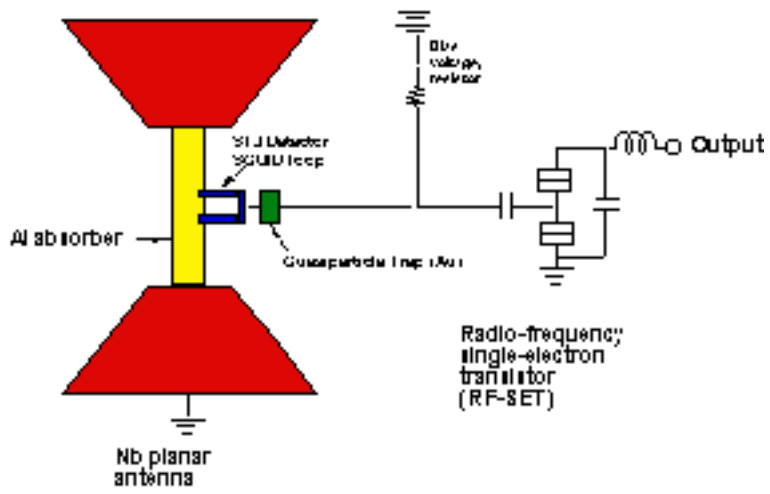 voltage
resistor
STJ Detector
SQUID loop
Output
Al absorber
Quasiparticle Trap (Au)
Radio-frequency
single-electron
transistor
(RF-SET)
Nb planar
antenna